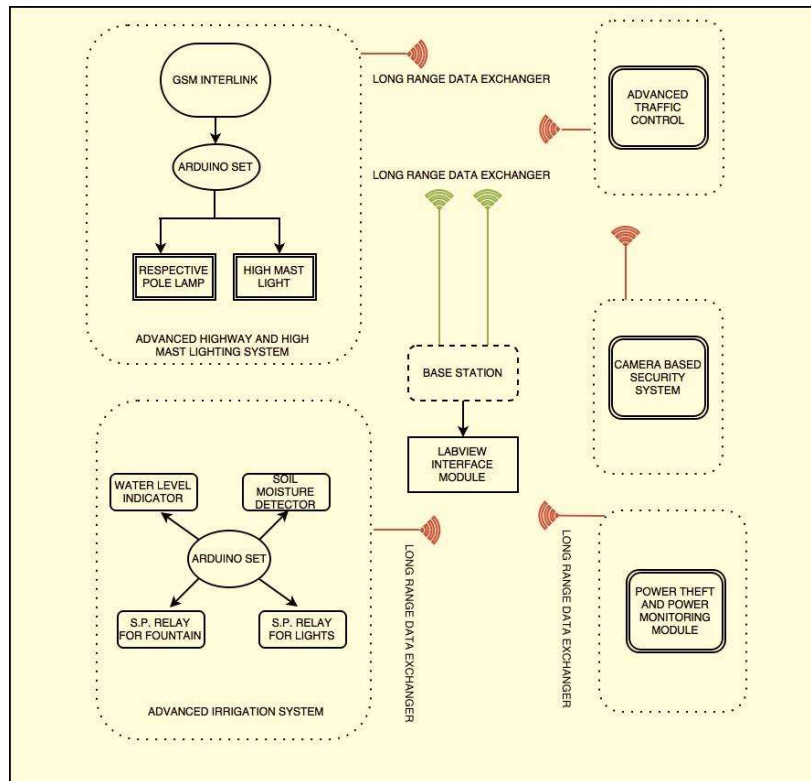 GSM INTERLINK
ARDUINO SET
RESPECTIVE
POLE LAMP
HIGH MAST
LIGHT
ADVANCED HIGHWAY AND HIGH
MAST LIGHTING SYSTEM
LONG RANGE DATA EXCHANGER
ADVANCED
TRAFFIC
CONTROL
LONG RANGE DATA EXCHANGER
BASE STATION
LABVIEW
INTERFACE
MODULE
CAMERA BASED
SECURITY
SYSTEM
WATER LEVEL
INDICATOR
SOIL
MOISTURE
DETECTOR
ARDUINO SET
S.P. RELAY
FOR FOUNTAIN
S.P. RELAY
FOR LIGHTS
ADVANCED IRRIGATION SYSTEM
LONG RANGE DATA EXCHANGER
LONG RANGE DATA EXCHANGER
POWER THEFT
AND POWER
MONITORING
MODULE